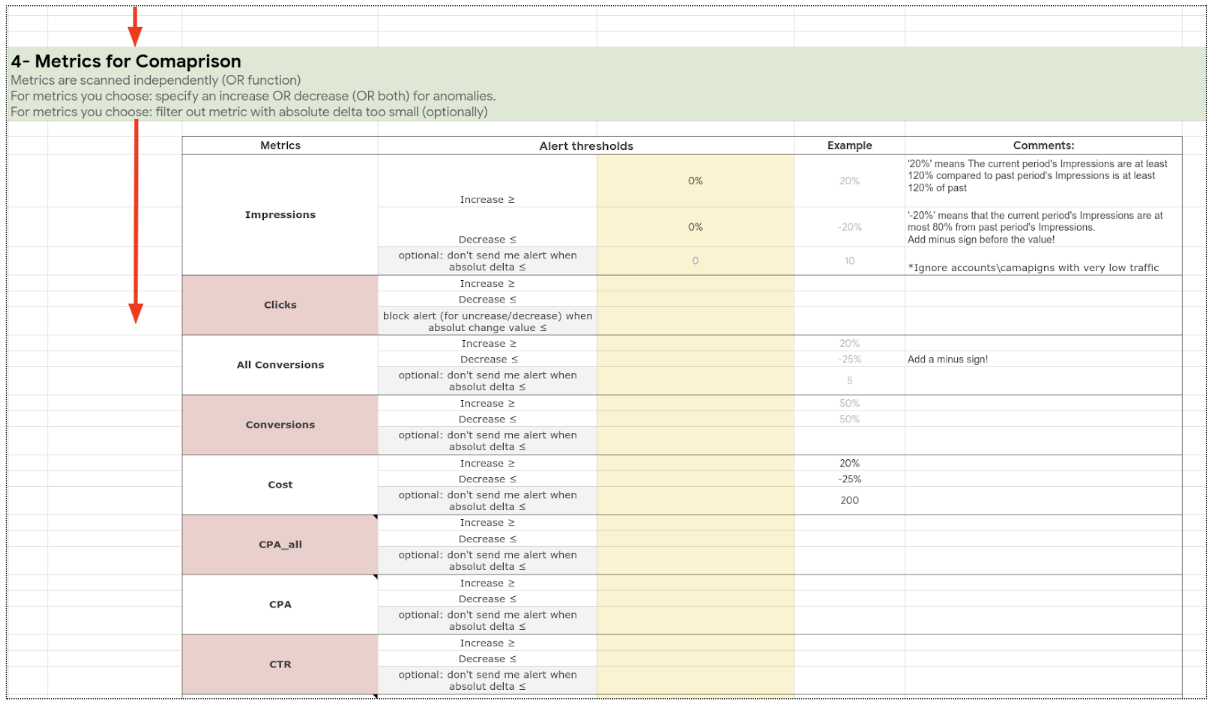 4- Metrics for Comaprison
Metrics are scanned independently (OR function)
For metrics you choose: specify an increase OR decrease (OR both) for anomalies.
For metrics you choose: filter out metric with absolute delta too small (optionally)
Metrics
Alert thresholds
Example
Comments:
Impressions
Increase ≥
0%
20%
'20%' means The current period's Impressions are at least
120% compared to past period's Impressions is at least
120% of past
Decrease ≤
0%
-20%
'-20%' means that the current period's Impressions are at
most 80% from past period's Impressions.
Add minus sign before the value!
optional: don't send me alert when
absolut delta ≤
0
10
*Ignore accounts\camapigns with very low traffic
Clicks
Increase ≥
Decrease ≤
block alert (for uncrease/decrease) when
absolut change value ≤
All Conversions
Increase ≥
20%
Decrease ≤
-25%
Add a minus sign!
optional: don't send me alert when
absolut delta ≤
5
Conversions
Increase ≥
50%
Decrease ≤
50%
optional: don't send me alert when
absolut delta ≤
Cost
Increase ≥
20%
Decrease ≤
-25%
optional: don't send me alert when
absolut delta ≤
200
CPA_all
Increase ≥
Decrease ≤
optional: don't send me alert when
absolut delta ≤
CPA
Increase ≥
Decrease ≤
optional: don't send me alert when
absolut delta ≤
CTR
Increase ≥
Decrease ≤
optional: don't send me alert when
absolut delta ≤